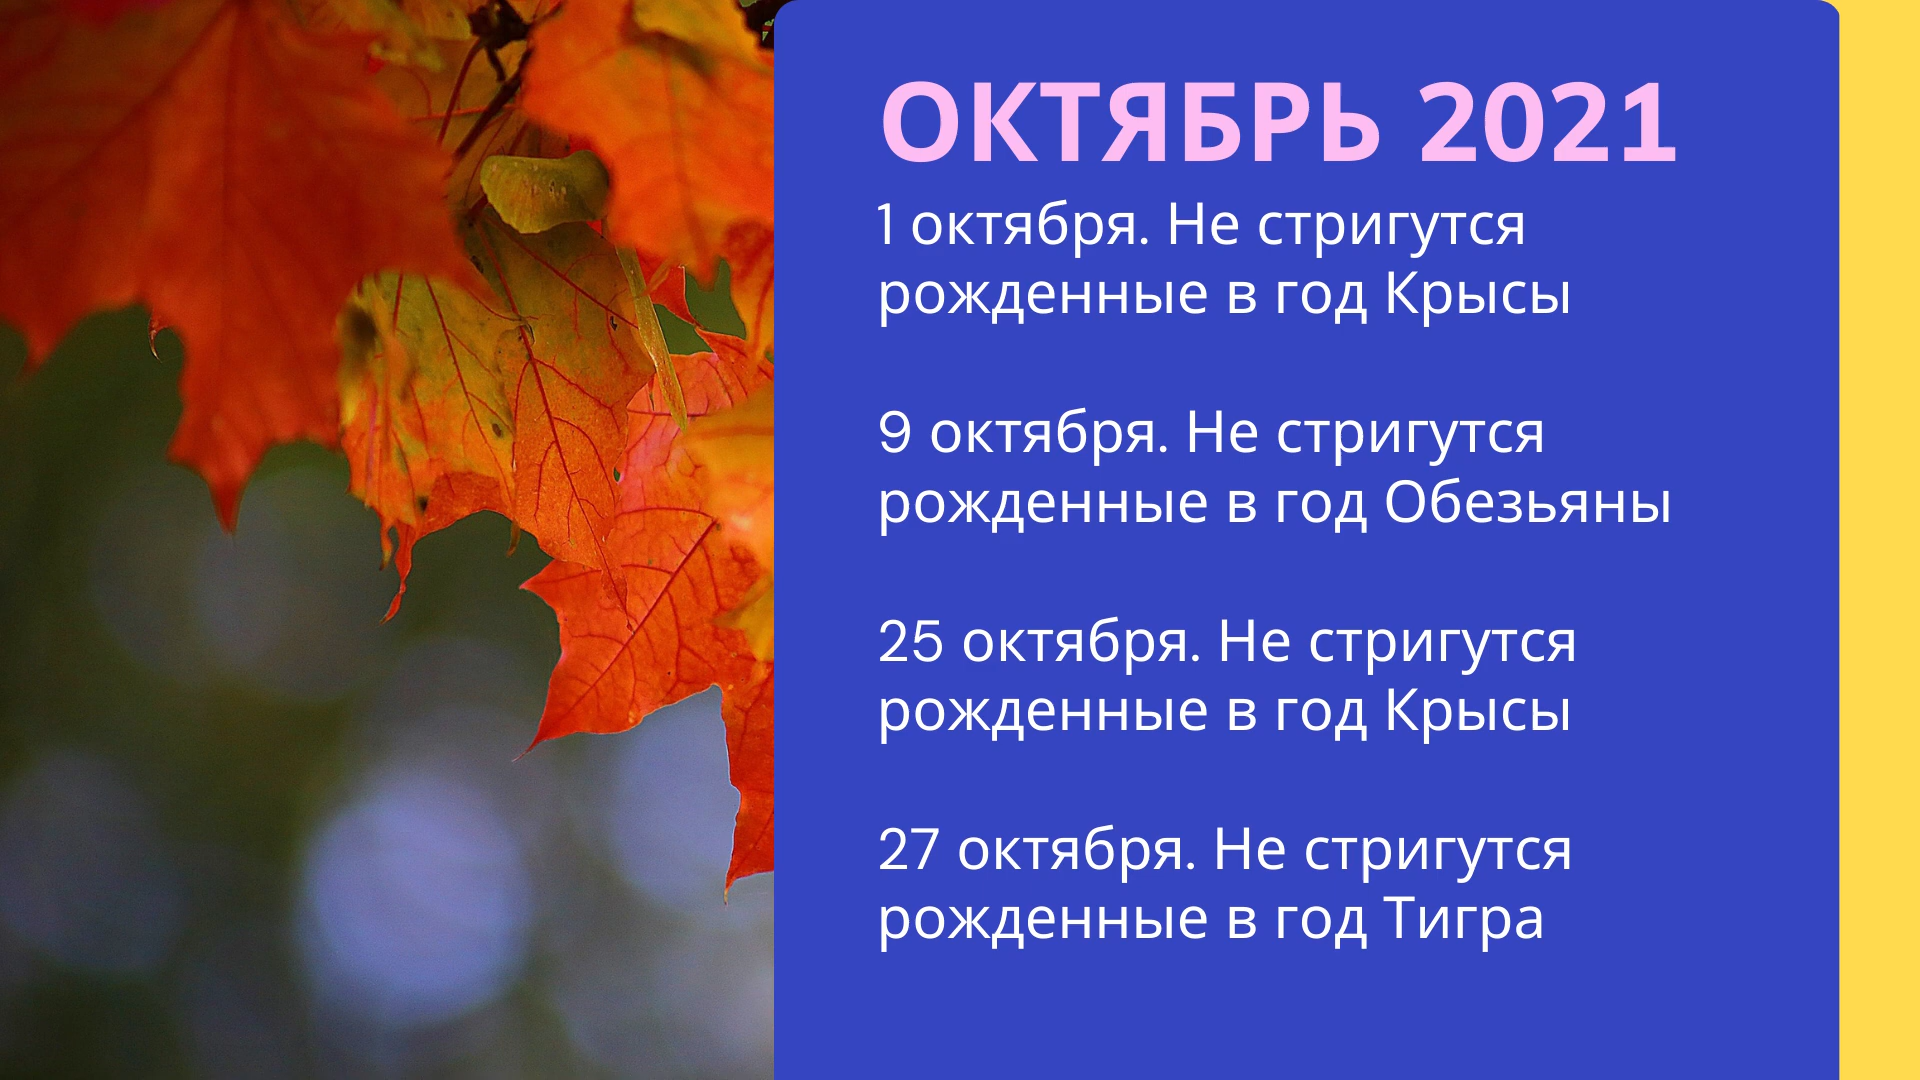 ОКТЯБРЬ 2021
1 октября. Не стригутся
рожденные в год Крысы
9 октября. Не стригутся
рожденные в год Обезьяны
25 октября. Не стригутся
рожденные в год Крысы
27 октября. Не стригутся
рожденные в год Тигра